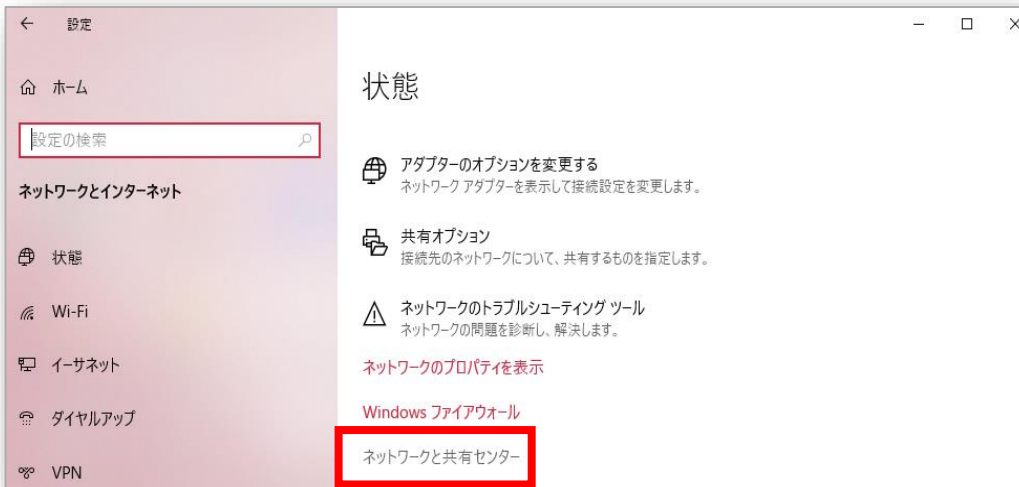 設定
ホーム
設定の検索
ネットワークとインターネット
状態
Wi-Fi
イーサネット
ダイヤルアップ
VPN
状態
アダプターのオプションを変更する
ネットワーク アダプターを表示して接続設定を変更します。
共有オプション
接続先のネットワークについて、共有するものを指定します。
ネットワークのトラブルシューティング ツール
ネットワークの問題を診断し、解決します。
ネットワークのプロパティを表示
Windows ファイアウォール
ネットワークと共有センター